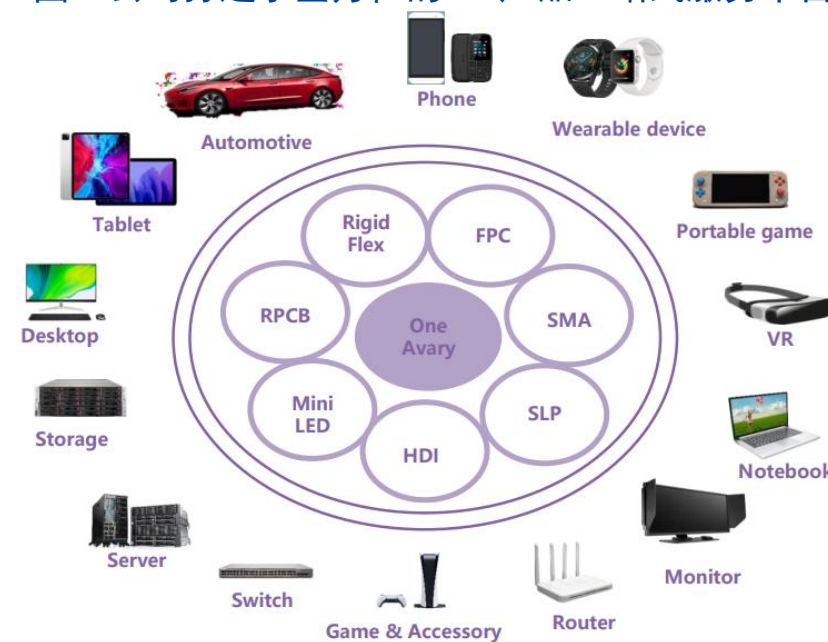 Phone
Wearable device
Automotive
Tablet
Portable game
Rigid
Flex
FPC
Desktop
RPCB
One
Avary
SMA
VR
Storage
Mini
LED
HDI
SLP
Notebook
Server
Switch
Game & Accessory
Router
Monitor